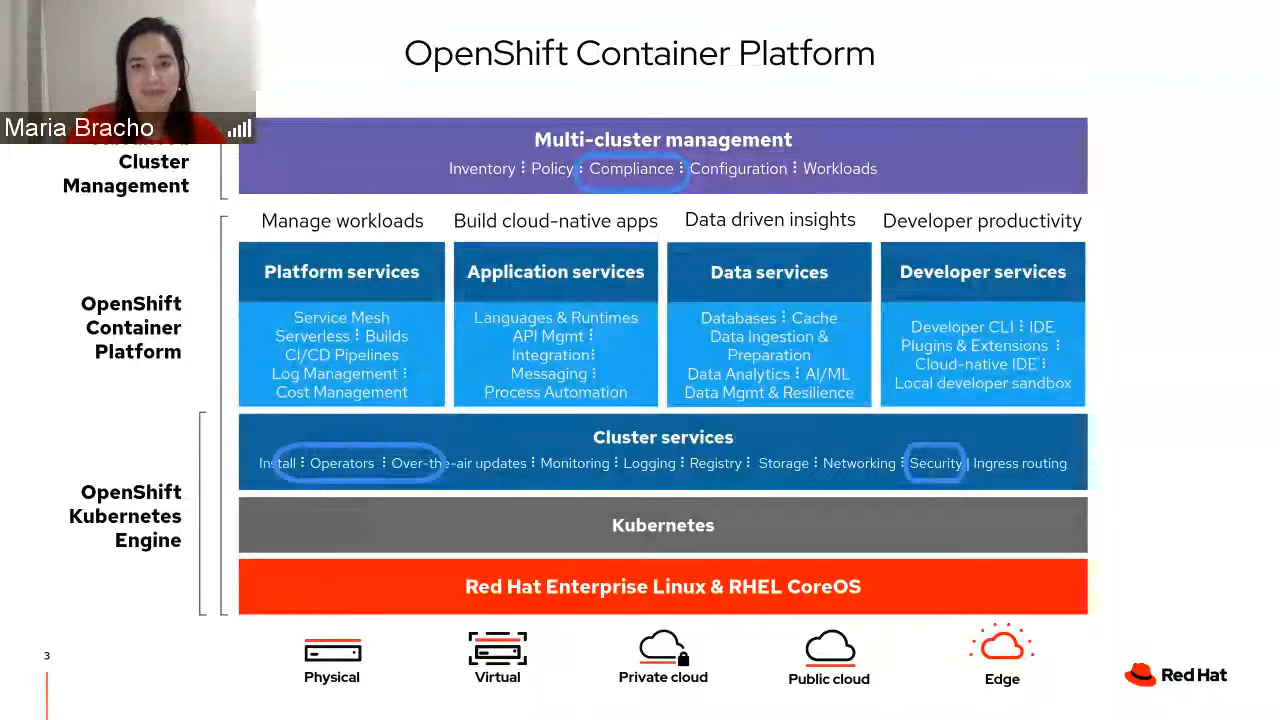 OpenShift Container Platform
Maria Bracho
Cluster
Management
Multi-cluster management
Inventory ⋮ Policy ⋮ Compliance ⋮ Configuration ⋮ Workloads
Manage workloads
Build cloud-native apps
Data driven insights
Developer productivity
OpenShift
Container
Platform
Platform services
Service Mesh
Serverless ⋮ Builds
CI/CD Pipelines
Log Management ⋮
Cost Management
Application services
Languages & Runtimes
API Mgmt ⋮
Integration⋮
Messaging ⋮
Process Automation
Data services
Databases ⋮ Cache
Data Ingestion &
Preparation
Data Analytics ⋮ AI/ML
Data Mgmt & Resilience
Developer services
Developer CLI ⋮ IDE
Plugins & Extensions ⋮
Cloud-native IDE ⋮
Local developer sandbox
OpenShift
Kubernetes
Engine
Cluster services
Install ⋮ Operators ⋮ Over-the-air updates ⋮ Monitoring ⋮ Logging ⋮ Registry ⋮ Storage ⋮ Networking ⋮ Security | Ingress routing
Kubernetes
Red Hat Enterprise Linux & RHEL CoreOS
Physical
Virtual
Private cloud
Public cloud
Edge
3
Red Hat